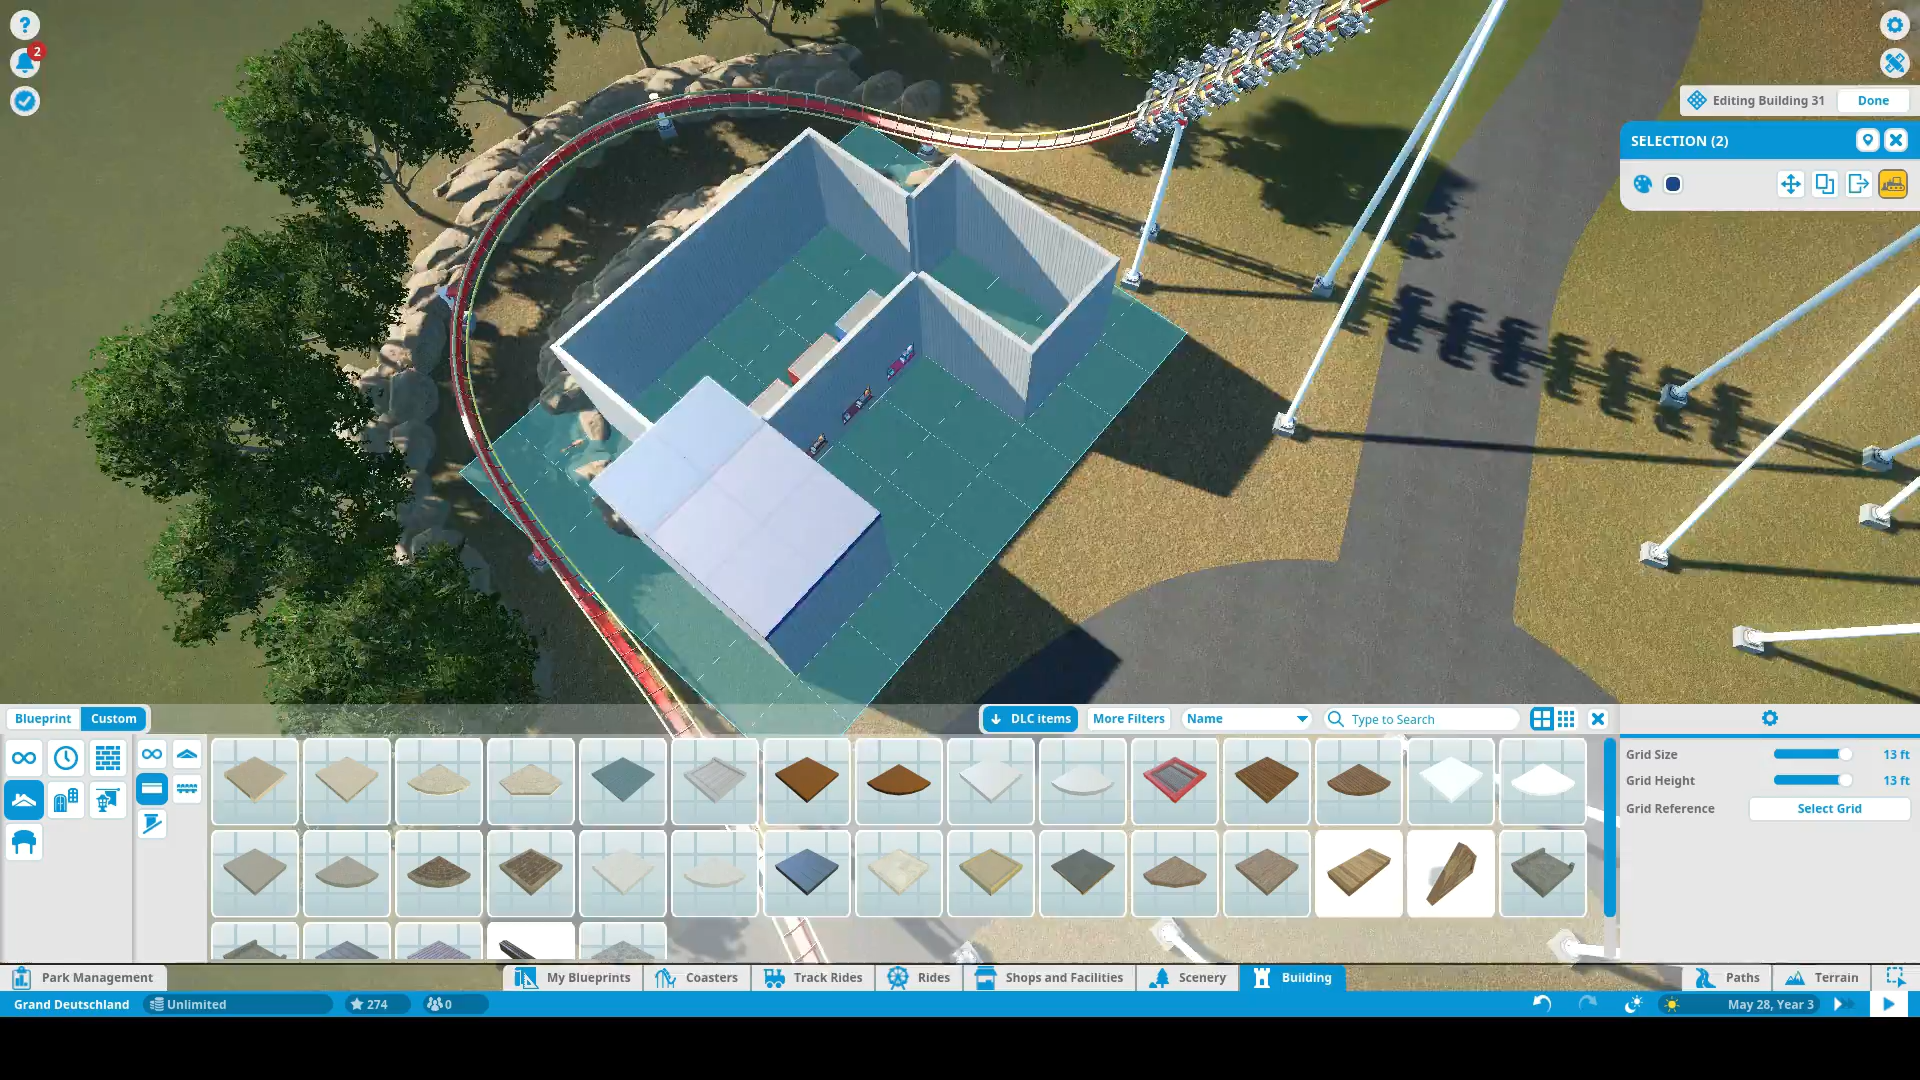 ?
2
Editing Building 31
Done
SELECTION (2)
Blueprint
Custom
DLC items
More Filters
Name
Type to Search
Grid Size
13 ft
Grid Height
13 ft
Grid Reference
Select Grid
Park Management
My Blueprints
Coasters
Track Rides
Rides
Shops and Facilities
Scenery
Building
Paths
Terrain
Grand Deutschland
Unlimited
274
0
May 28, Year 3